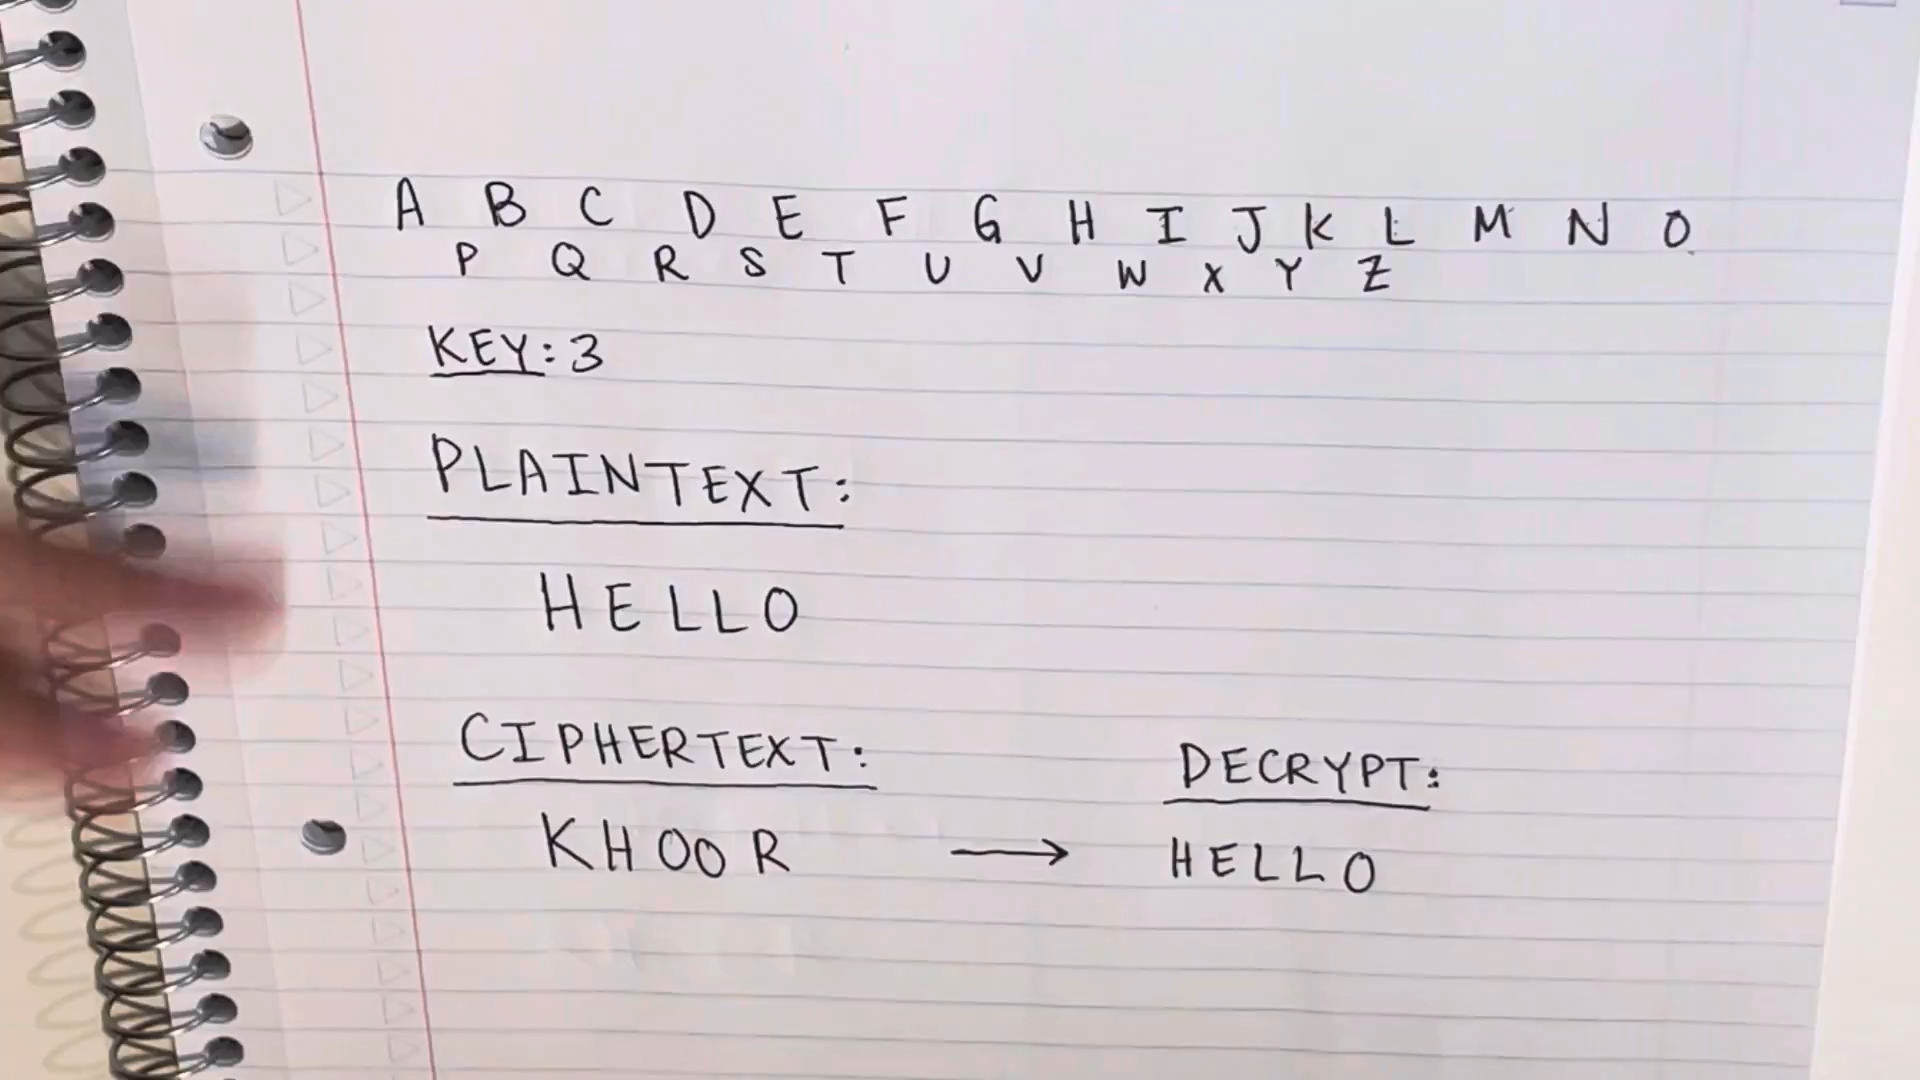 A B C D E F G H I J K L M N O
P Q R S T U V W X Y Z
KEY: 3
PLAINTEXT:
HELLO
CIPHERTEXT:
KHOOR →
DECRYPT:
HELLO